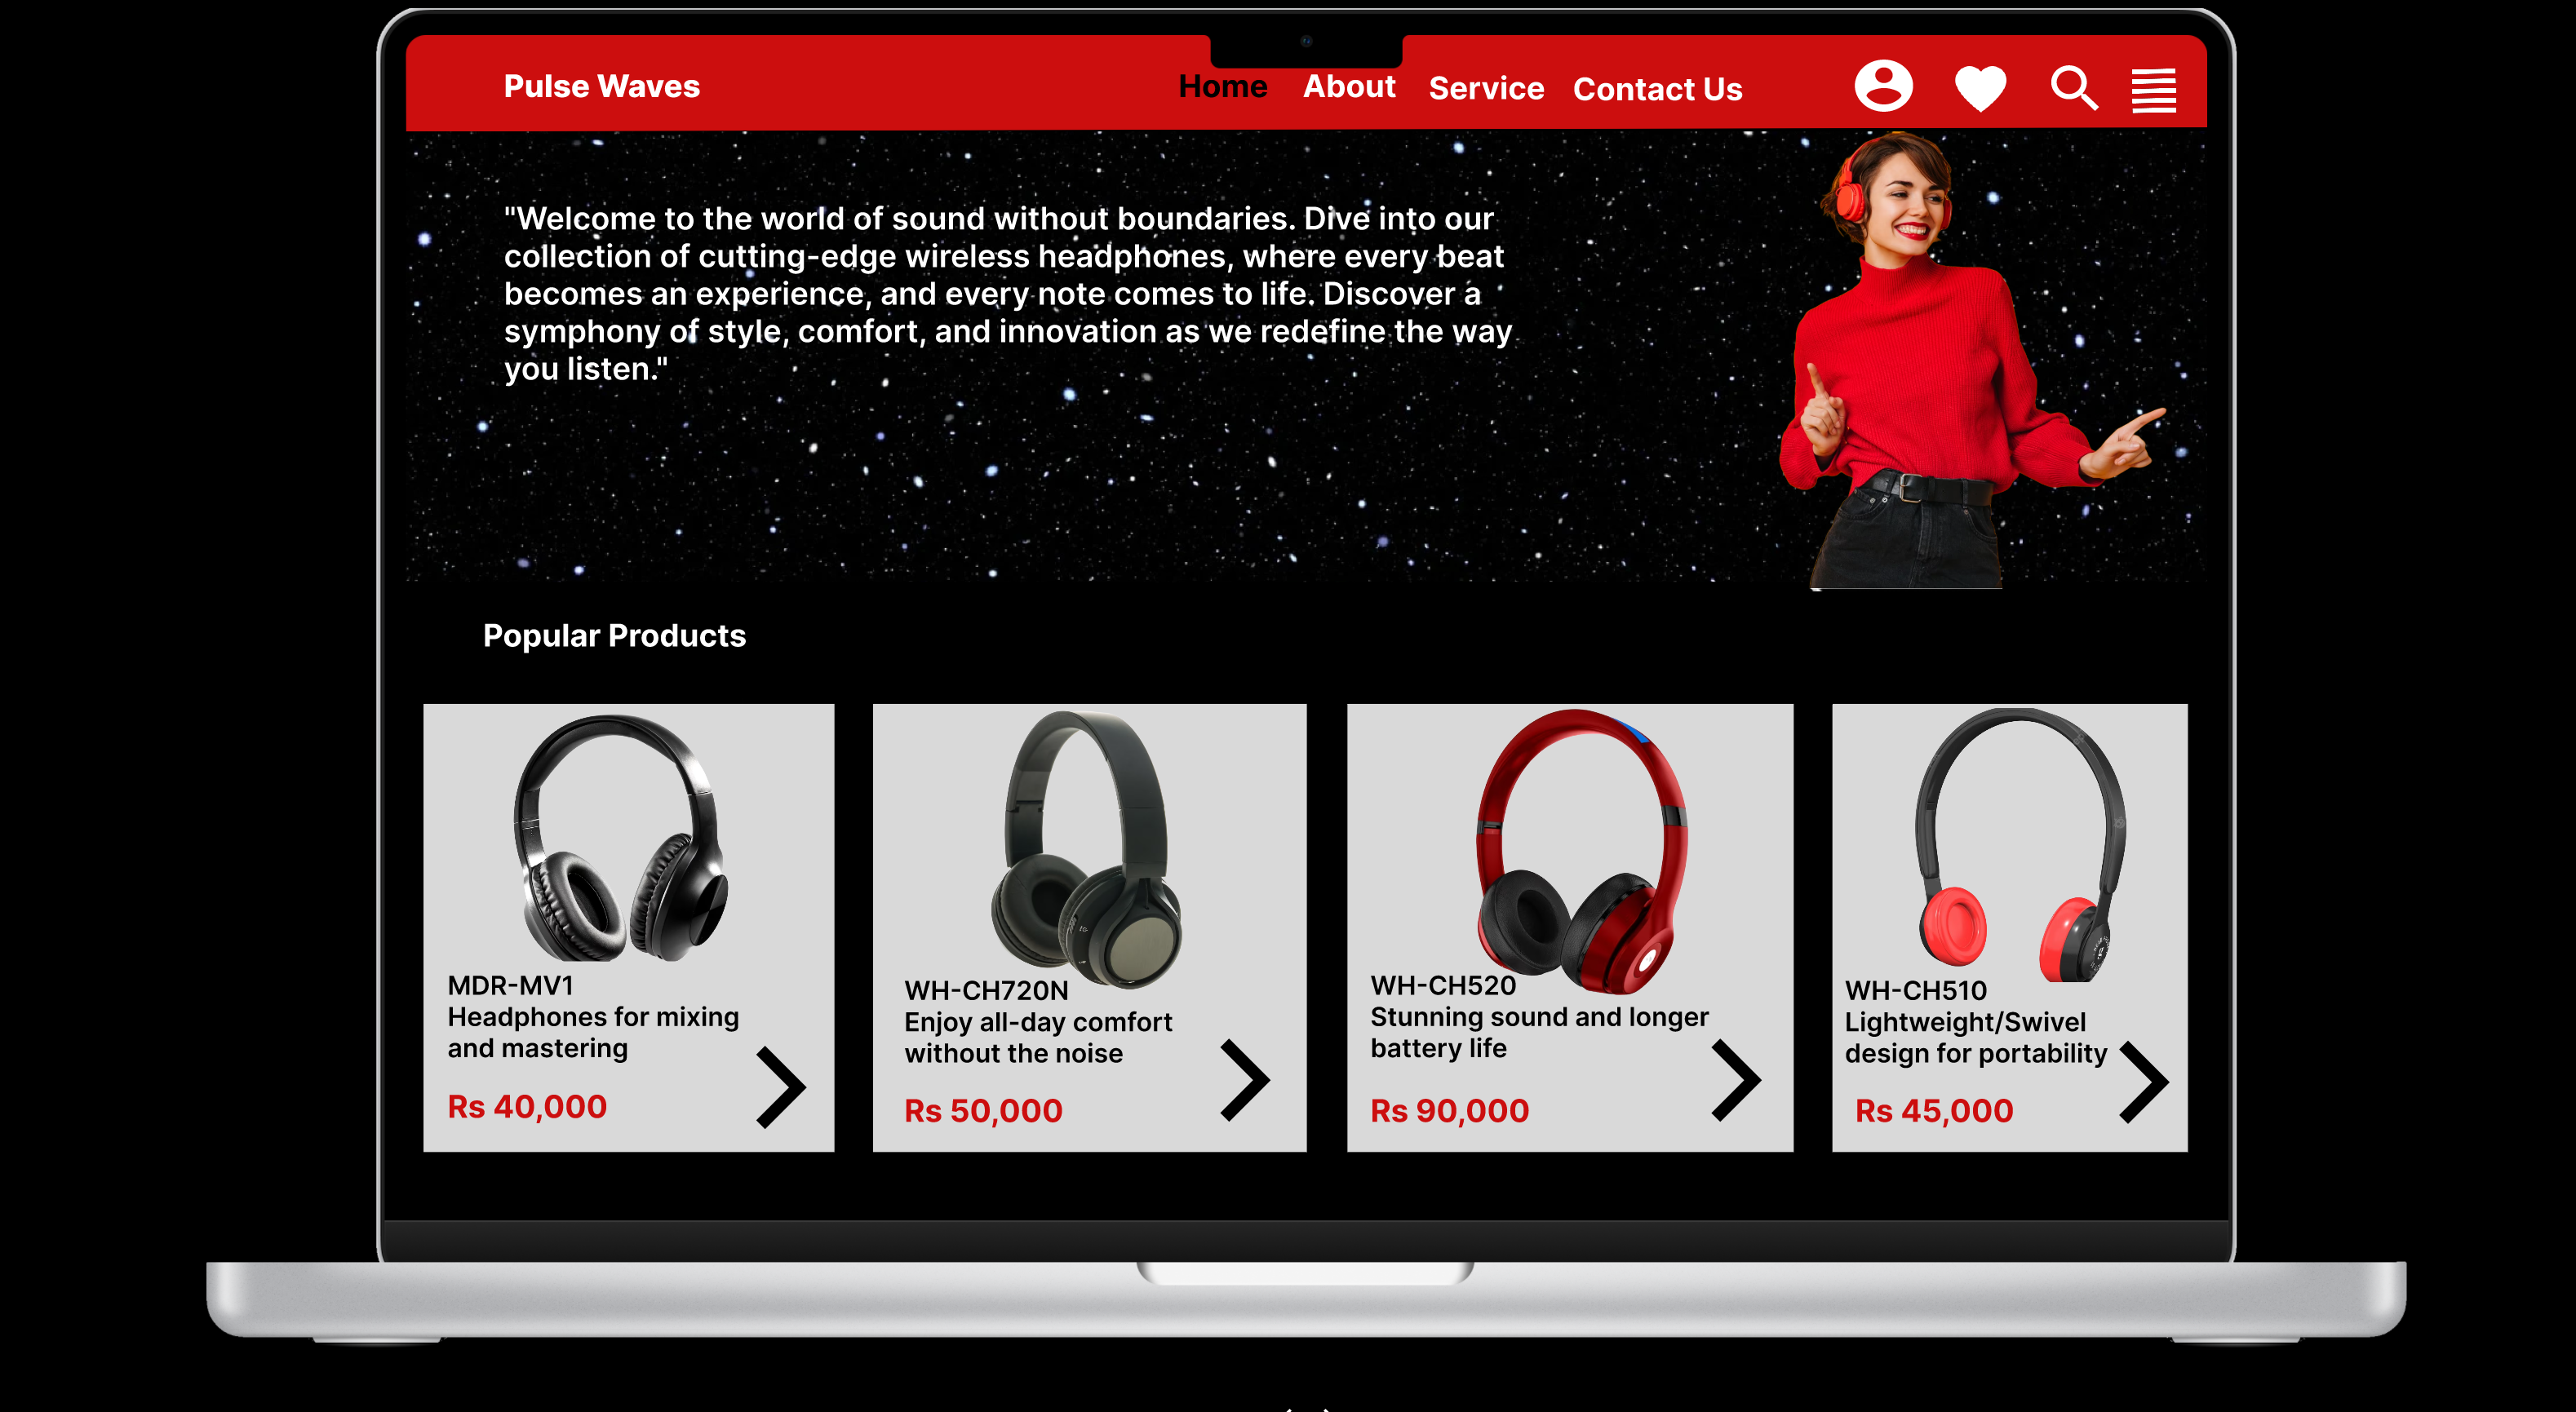 Pulse Waves
Home About Service Contact Us
"Welcome to the world of sound without boundaries. Dive into our
collection of cutting-edge wireless headphones, where every beat
becomes an experience, and every note comes to life. Discover a
symphony of style, comfort, and innovation as we redefine the way
you listen."
Popular Products
MDR-MV1
Headphones for mixing
and mastering
Rs 40,000
WH-CH720N
Enjoy all-day comfort
without the noise
Rs 50,000
WH-CH520
Stunning sound and longer
battery life
Rs 90,000
WH-CH510
Lightweight/Swivel
design for portability
Rs 45,000